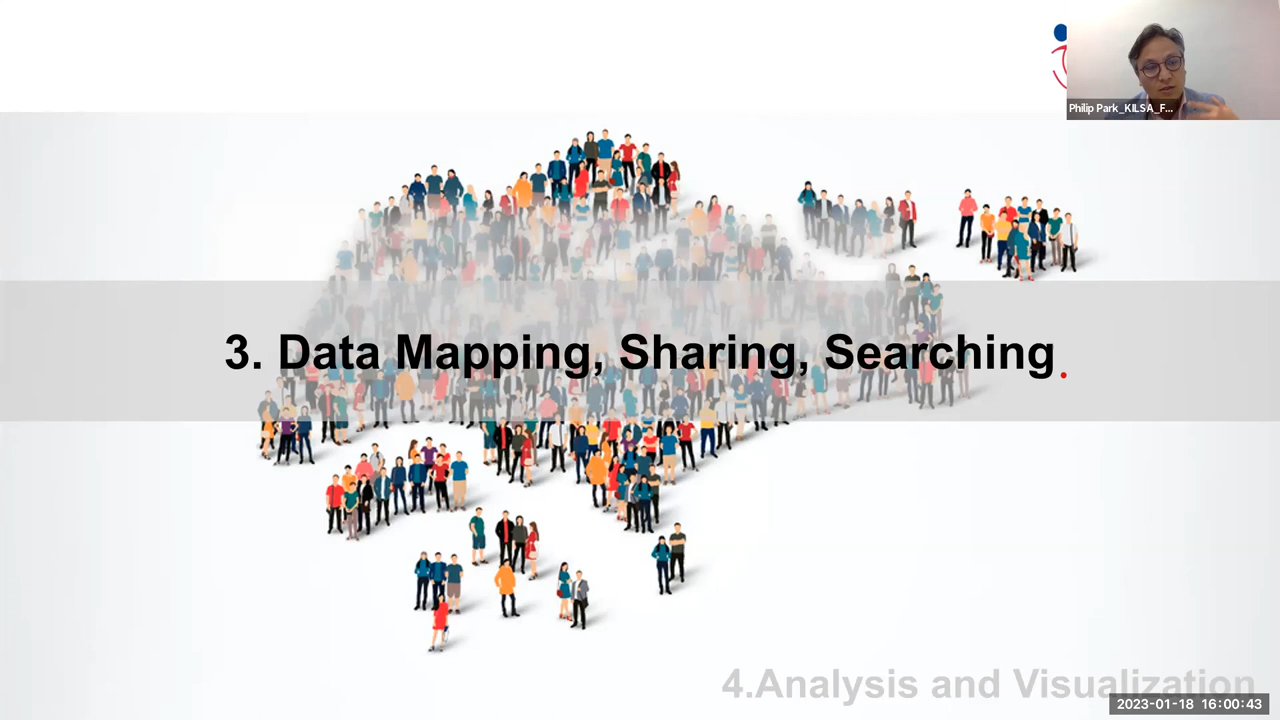 Philip Park_KILSA_F...
3. Data Mapping, Sharing, Searching
4.Analysis and Visualization
2023-01-18 16:00:43